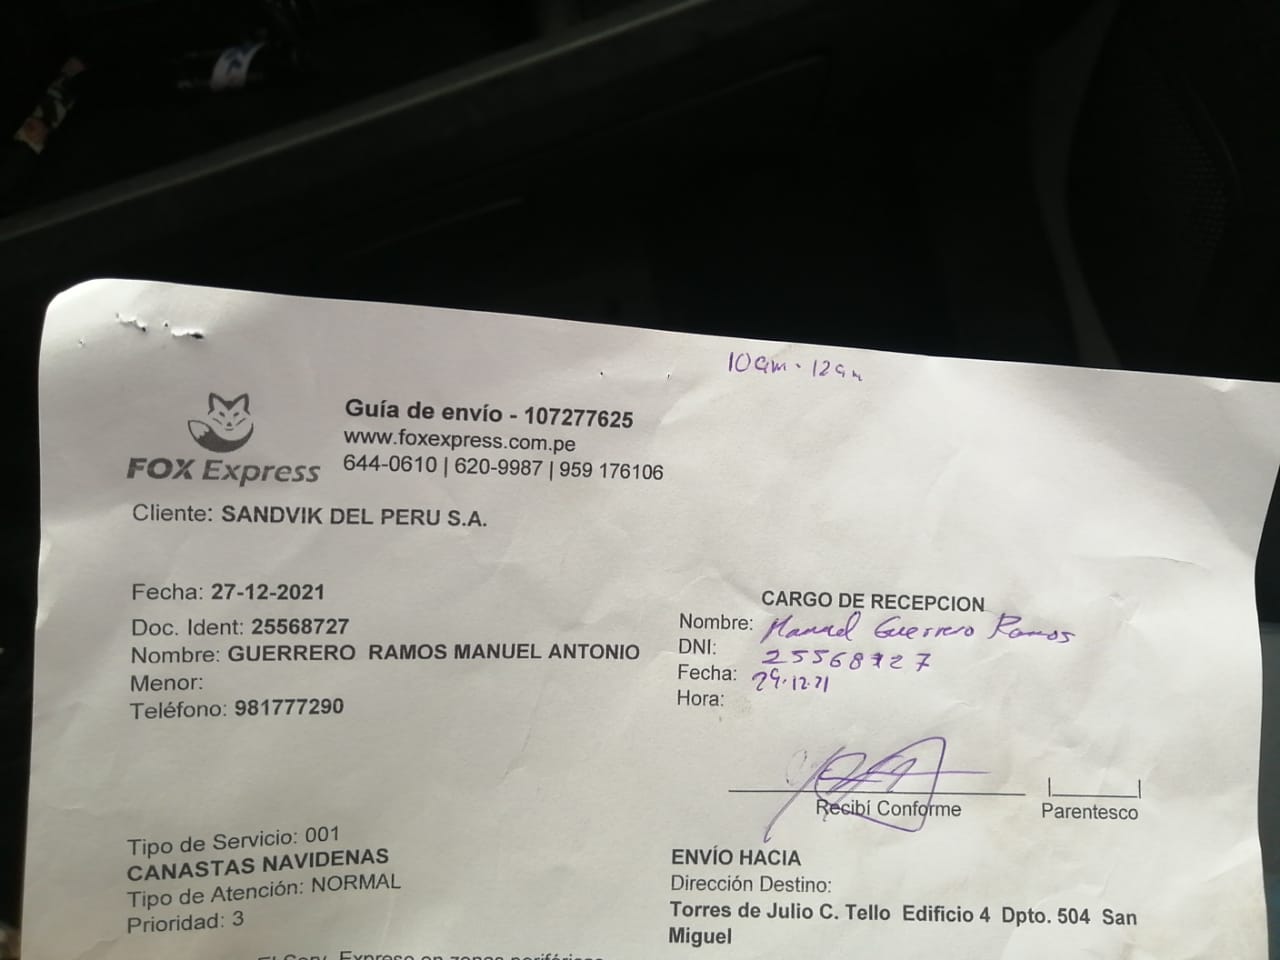 10am - 12am
FOX Express
Guía de envío - 107277625
www.foxexpress.com.pe
644-0610 | 620-9987 | 959 176106
Cliente: SANDVIK DEL PERU S.A.
Fecha: 27-12-2021
Doc. Ident: 25568727
Nombre: GUERRERO RAMOS MANUEL ANTONIO
Menor:
Teléfono: 981777290
CARGO DE RECEPCION
Nombre: Manuel Guerrero Ramos
DNI: 25568727
Fecha: 29.12.21
Hora:
Recibí Conforme
Parentesco
Tipo de Servicio: 001
CANASTAS NAVIDENAS
Tipo de Atención: NORMAL
Prioridad: 3
ENVÍO HACIA
Dirección Destino:
Torres de Julio C. Tello Edificio 4 Dpto. 504 San
Miguel